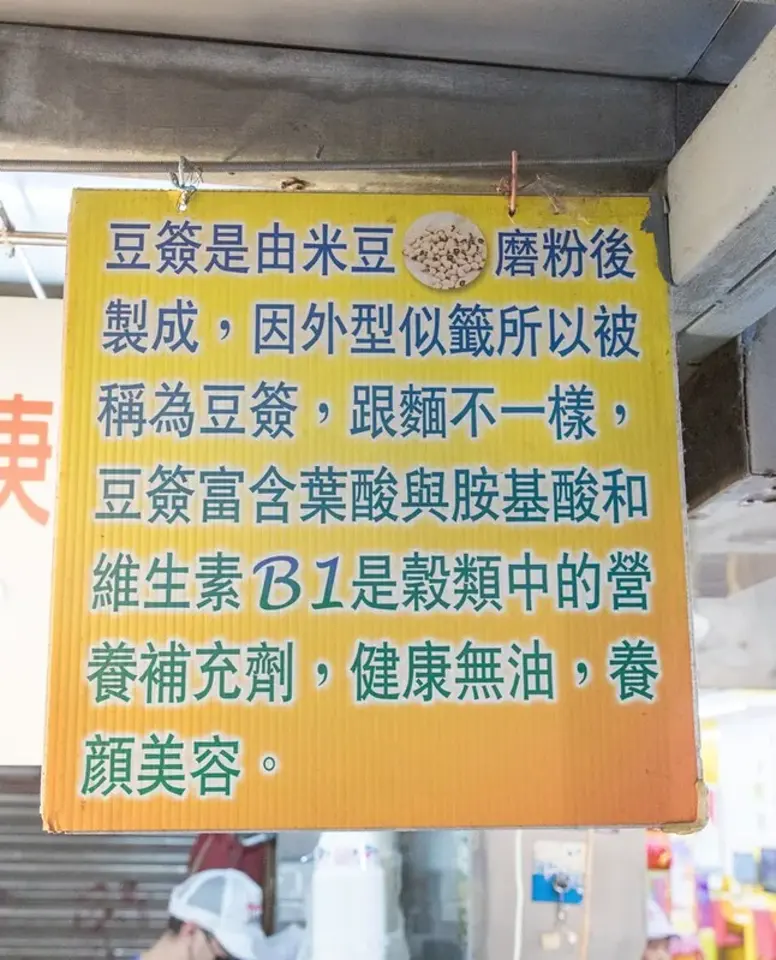 豆簽是由米豆磨粉後
製成，因外型似籤所以被
稱為豆簽，跟麵不一樣，
豆簽富含葉酸與胺基酸和
維生素B1是穀類中的營
養補充劑，健康無油，養
顏美容。